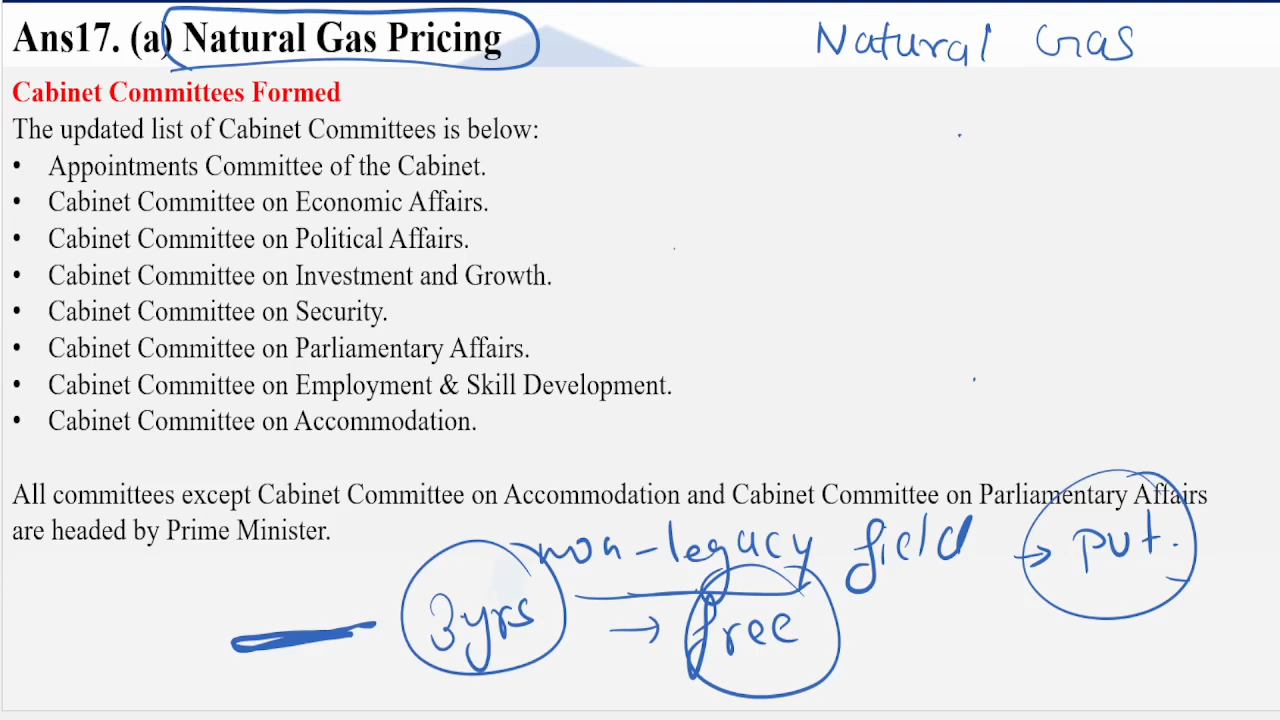 Ans17. (a) Natural Gas Pricing
Natural Gas
Cabinet Committees Formed
The updated list of Cabinet Committees is below:
• Appointments Committee of the Cabinet.
• Cabinet Committee on Economic Affairs.
• Cabinet Committee on Political Affairs.
• Cabinet Committee on Investment and Growth.
• Cabinet Committee on Security.
• Cabinet Committee on Parliamentary Affairs.
• Cabinet Committee on Employment & Skill Development.
• Cabinet Committee on Accommodation.
All committees except Cabinet Committee on Accommodation and Cabinet Committee on Parliamentary Affairs
are headed by Prime Minister.
non-legacy field → put.
3yrs → free